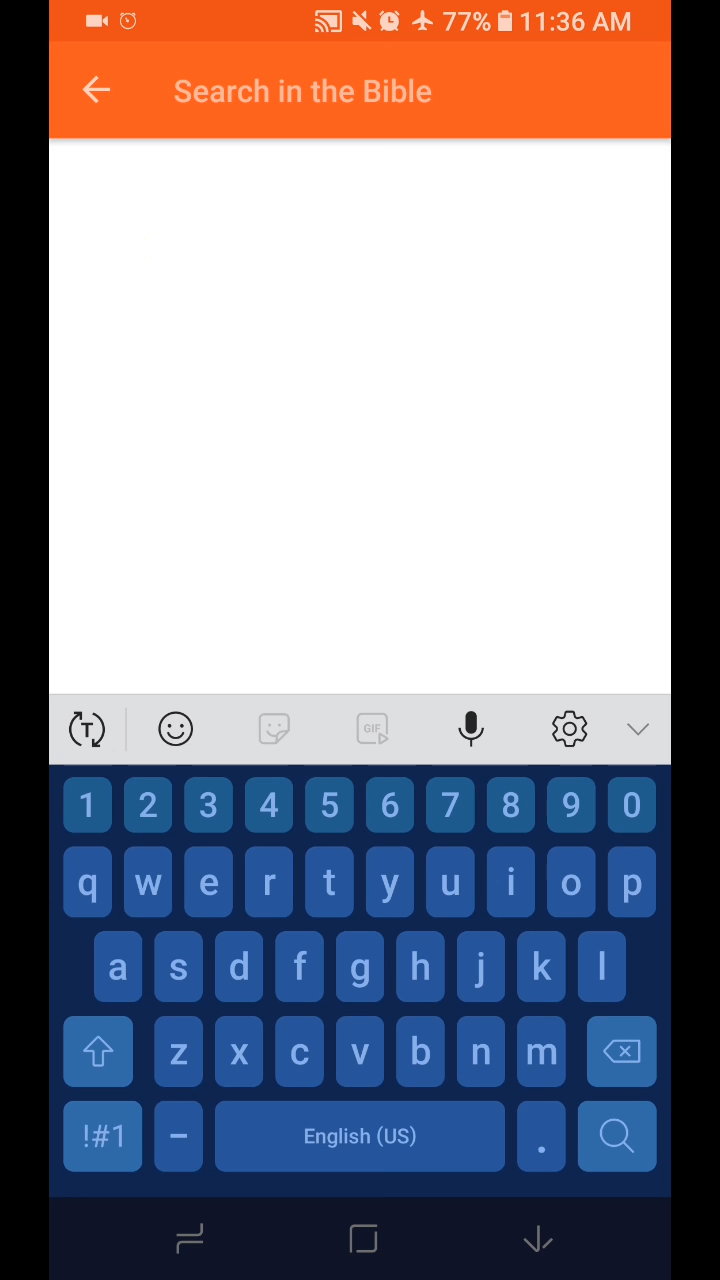 77% 11:36 AM
Search in the Bible
T GIF
1 2 3 4 5 6 7 8 9 0
q w e r t y u i o p
a s d f g h j k l
z x c v b n m
!#1 – English (US) .